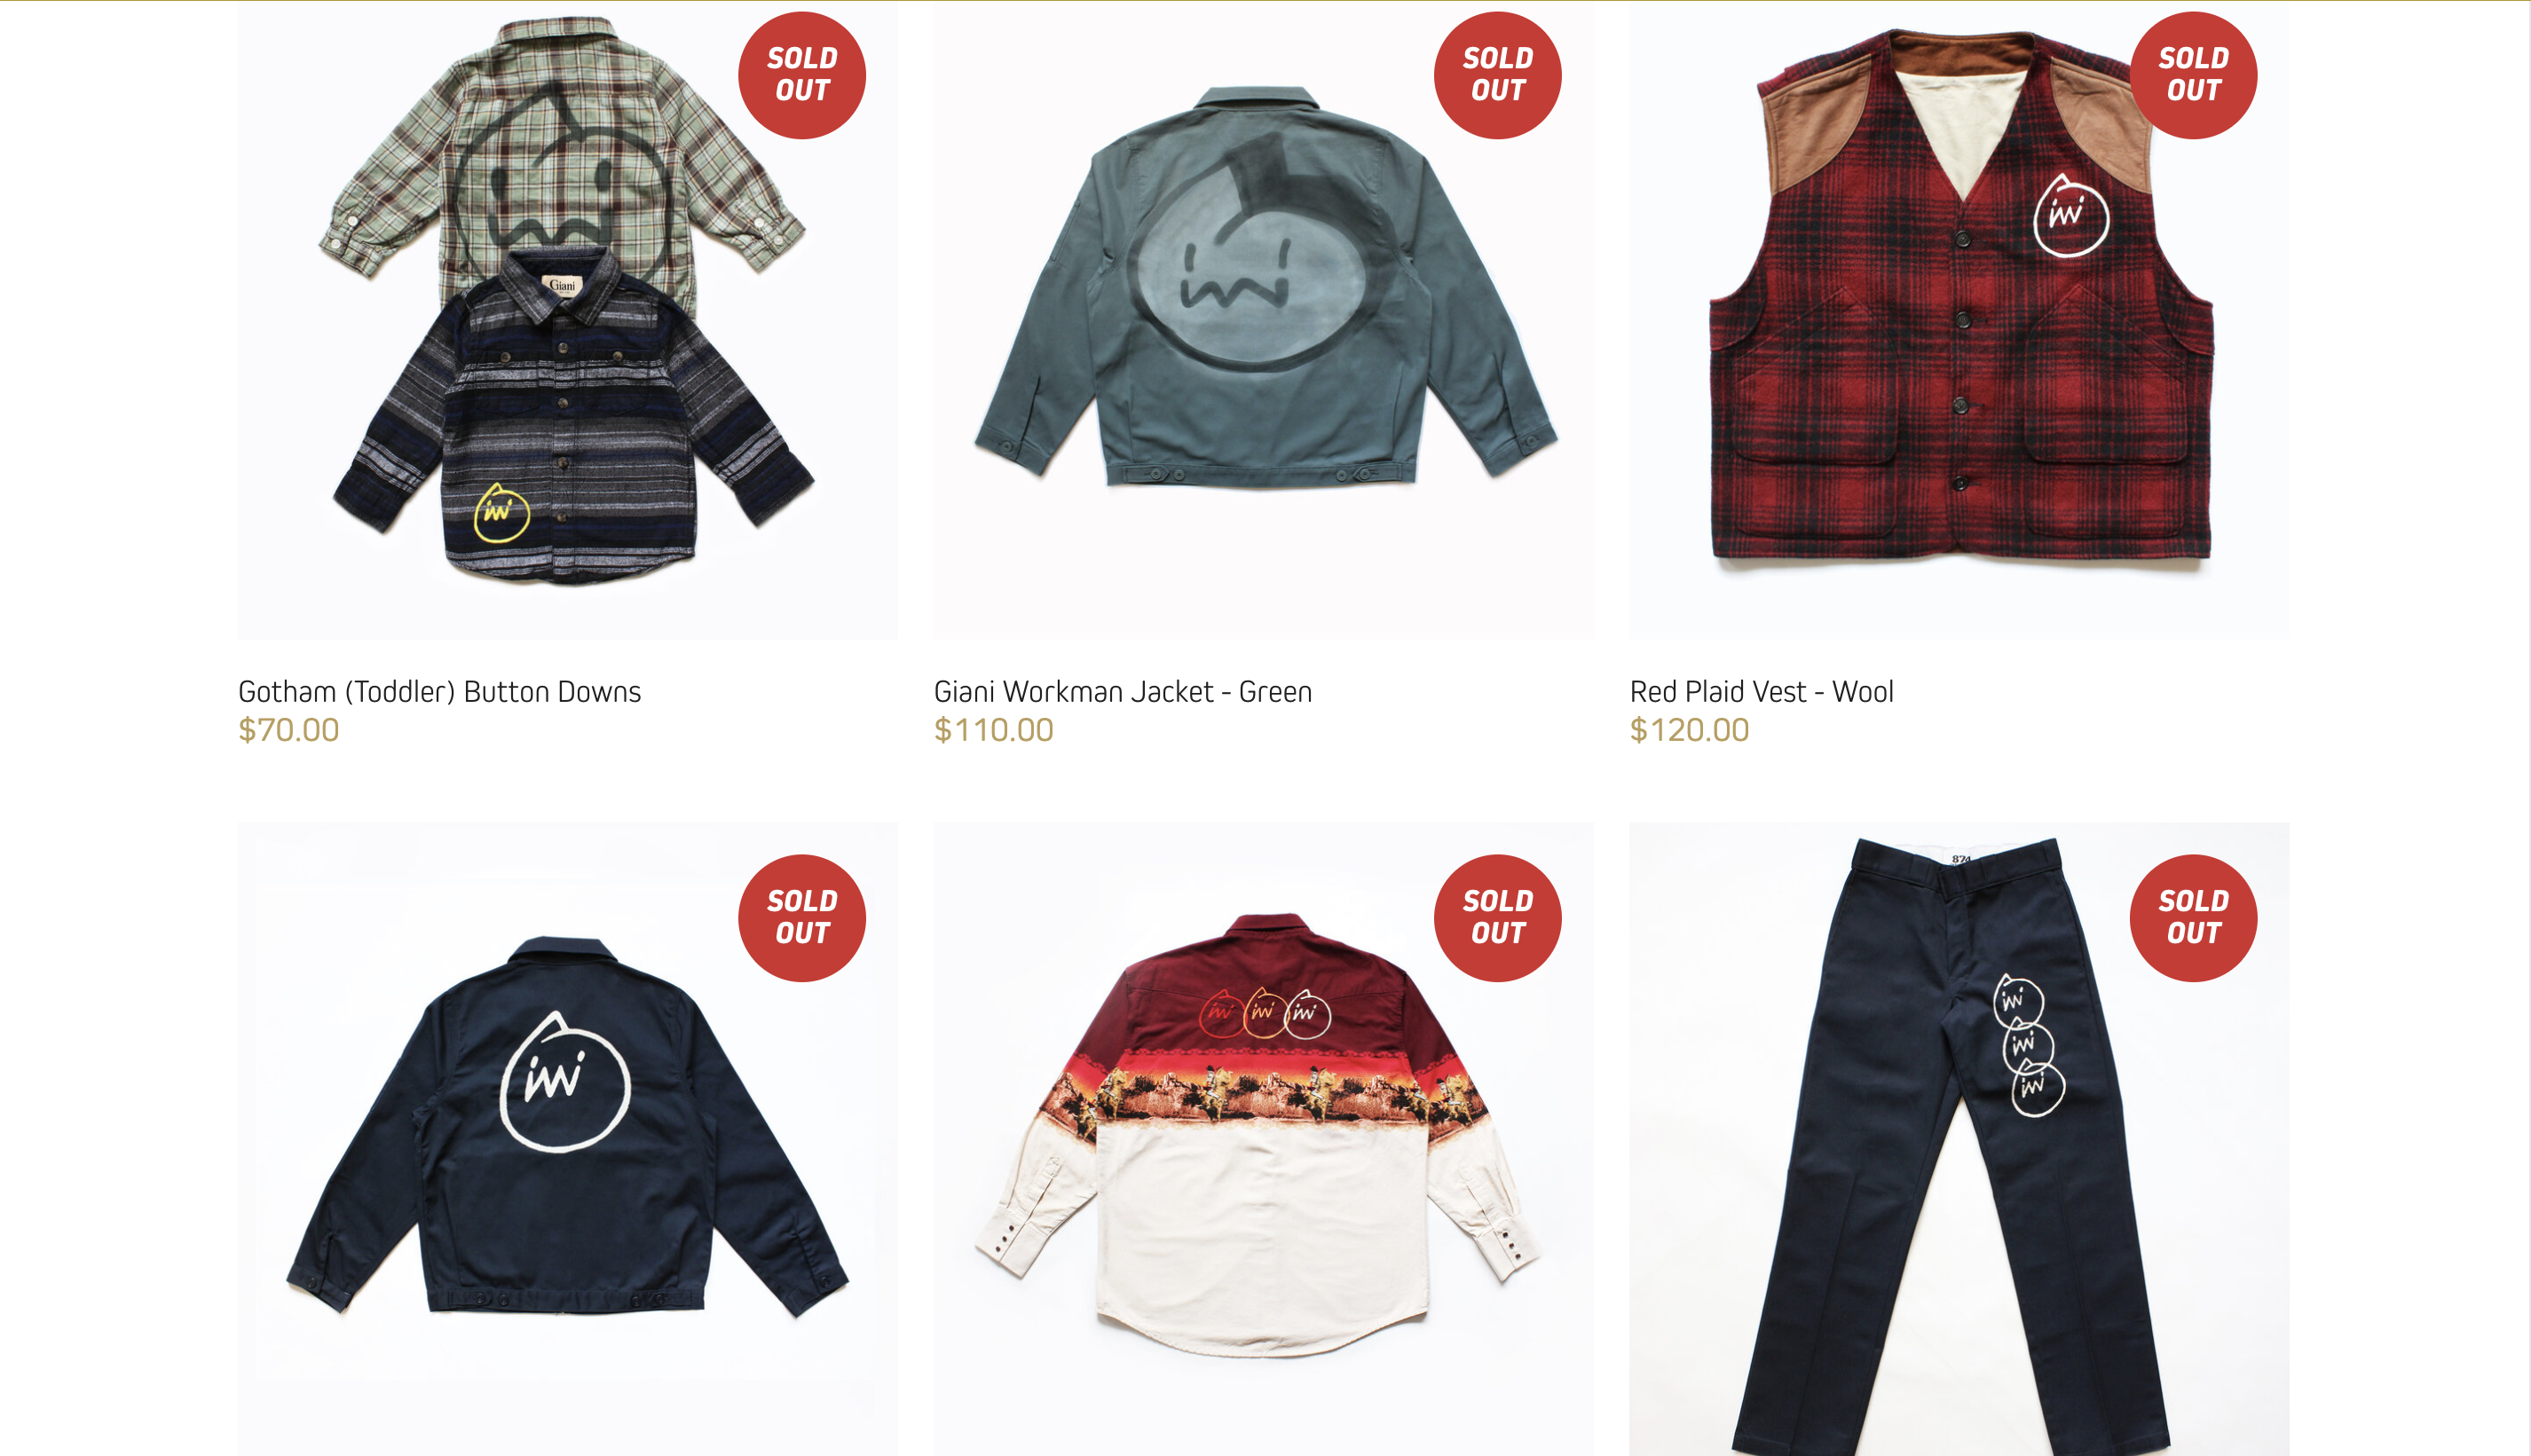 SOLD
OUT
SOLD
OUT
SOLD
OUT
Giani
Gotham (Toddler) Button Downs
$70.00
Giani Workman Jacket - Green
$110.00
Red Plaid Vest - Wool
$120.00
SOLD
OUT
SOLD
OUT
874
SOLD
OUT